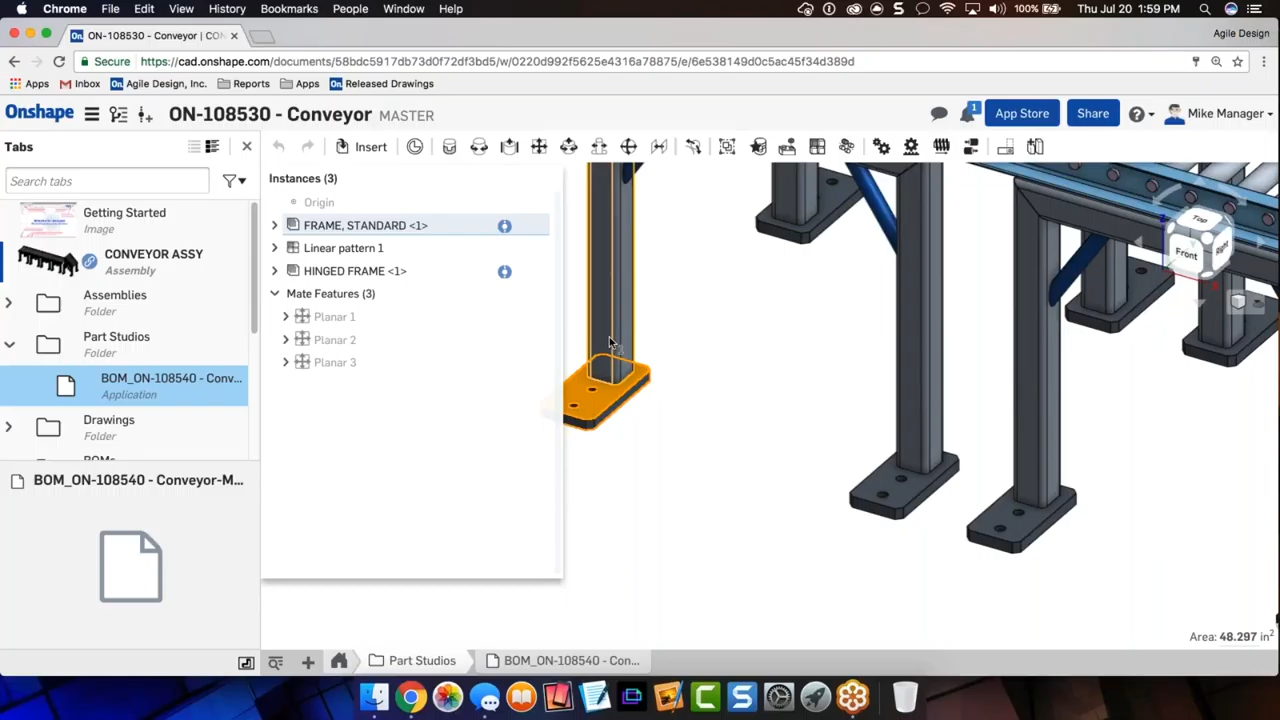 Chrome File Edit View History Bookmarks People Window Help 100% Thu Jul 20 1:59 PM
ON-108530 - Conveyor | CON Agile Design
Secure https://cad.onshape.com/documents/58bdc5917db73d0f72df3bd5/w/0220d992f5625e4316a78875/e/6e538149d0c5ac45f34d389d
Apps Inbox Agile Design, Inc. Reports Apps Released Drawings
Onshape ON-108530 - Conveyor MASTER 1 App Store Share Mike Manager
Tabs Insert
Search tabs
Instances (3)
Origin
Getting Started
Image
FRAME, STANDARD <1>
Linear pattern 1
CONVEYOR ASSY
Assembly
HINGED FRAME <1>
Mate Features (3)
Assemblies
Folder
Planar 1
Part Studios
Folder
Planar 2
Planar 3
BOM_ON-108540 - Conv...
Application
Drawings
Folder
BOMs
BOM_ON-108540 - Conveyor-M...
Top
Front
Right
Z
X
Area: 48.297 in²
Part Studios BOM_ON-108540 - Con...